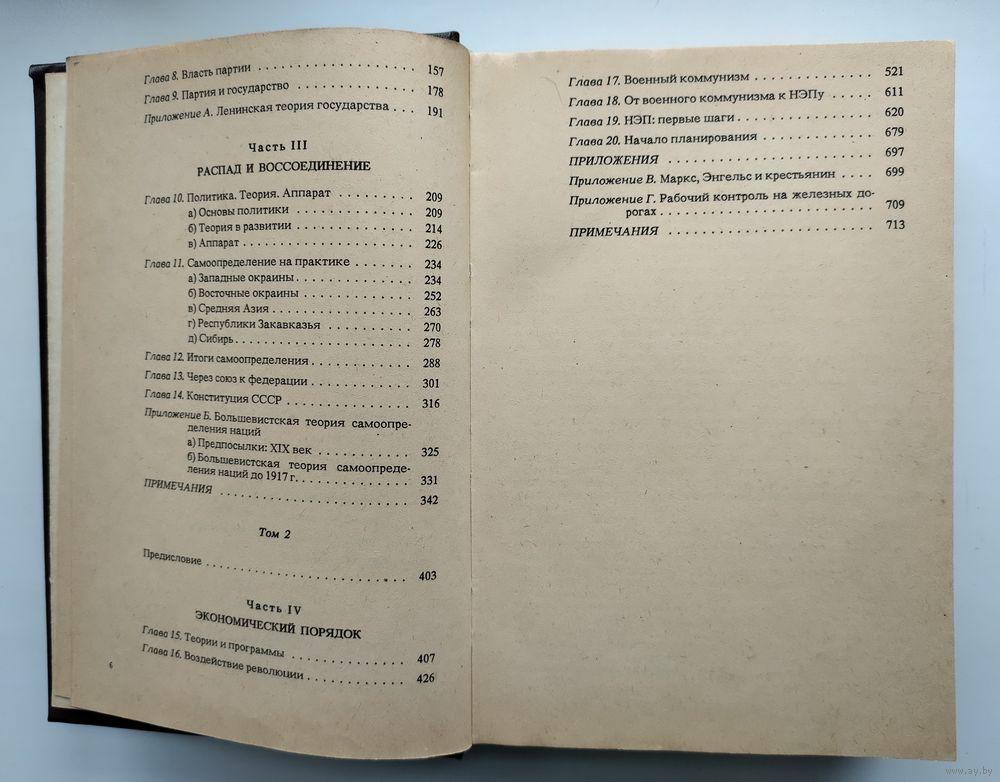 Глава 8. Власть партии . . . . . . . . . . . . . . . . . 157
Глава 9. Партия и государство . . . . . . . . . . . . . 178
Приложение А. Ленинская теория государства . . . 191
Часть III
РАСПАД И ВОССОЕДИНЕНИЕ
Глава 10. Политика. Теория. Аппарат . . . . . . . . . 209
а) Основы политики . . . . . . . . . . . . . 209
б) Теория в развитии . . . . . . . . . . . . 214
в) Аппарат . . . . . . . . . . . . . . . . . . 226
Глава 11. Самоопределение на практике . . . . . . . 234
а) Западные окраины . . . . . . . . . . . . 234
б) Восточные окраины . . . . . . . . . . . 252
в) Средняя Азия . . . . . . . . . . . . . . 263
г) Республики Закавказья . . . . . . . . . 270
д) Сибирь . . . . . . . . . . . . . . . . . . 278
Глава 12. Итоги самоопределения . . . . . . . . . . . 288
Глава 13. Через союз к федерации . . . . . . . . . . . 301
Глава 14. Конституция СССР . . . . . . . . . . . . . . 316
Приложение Б. Большевистская теория самоопре-
деления наций
а) Предпосылки: XIX век . . . . . . . . . . 325
б) Большевистская теория самоопреде-
ления наций до 1917 г. . . . . . . . . . . . 331
ПРИМЕЧАНИЯ . . . . . . . . . . . . . . . . . . . . . 342
Том 2
Предисловие . . . . . . . . . . . . . . . . . . . . . . 403
Часть IV
ЭКОНОМИЧЕСКИЙ ПОРЯДОК
Глава 15. Теории и программы . . . . . . . . . . . . . 407
Глава 16. Воздействие революции . . . . . . . . . . . 426
6
Глава 17. Военный коммунизм . . . . . . . . . . . . . 521
Глава 18. От военного коммунизма к НЭПу . . . . . 611
Глава 19. НЭП: первые шаги . . . . . . . . . . . . . . 620
Глава 20. Начало планирования . . . . . . . . . . . . 679
ПРИЛОЖЕНИЯ . . . . . . . . . . . . . . . . . . . . . 697
Приложение В. Маркс, Энгельс и крестьянин . . . . 699
Приложение Г. Рабочий контроль на железных до-
рогах . . . . . . . . . . . . . . . . . . . . . 709
ПРИМЕЧАНИЯ . . . . . . . . . . . . . . . . . . . . . 713
www.ay.by